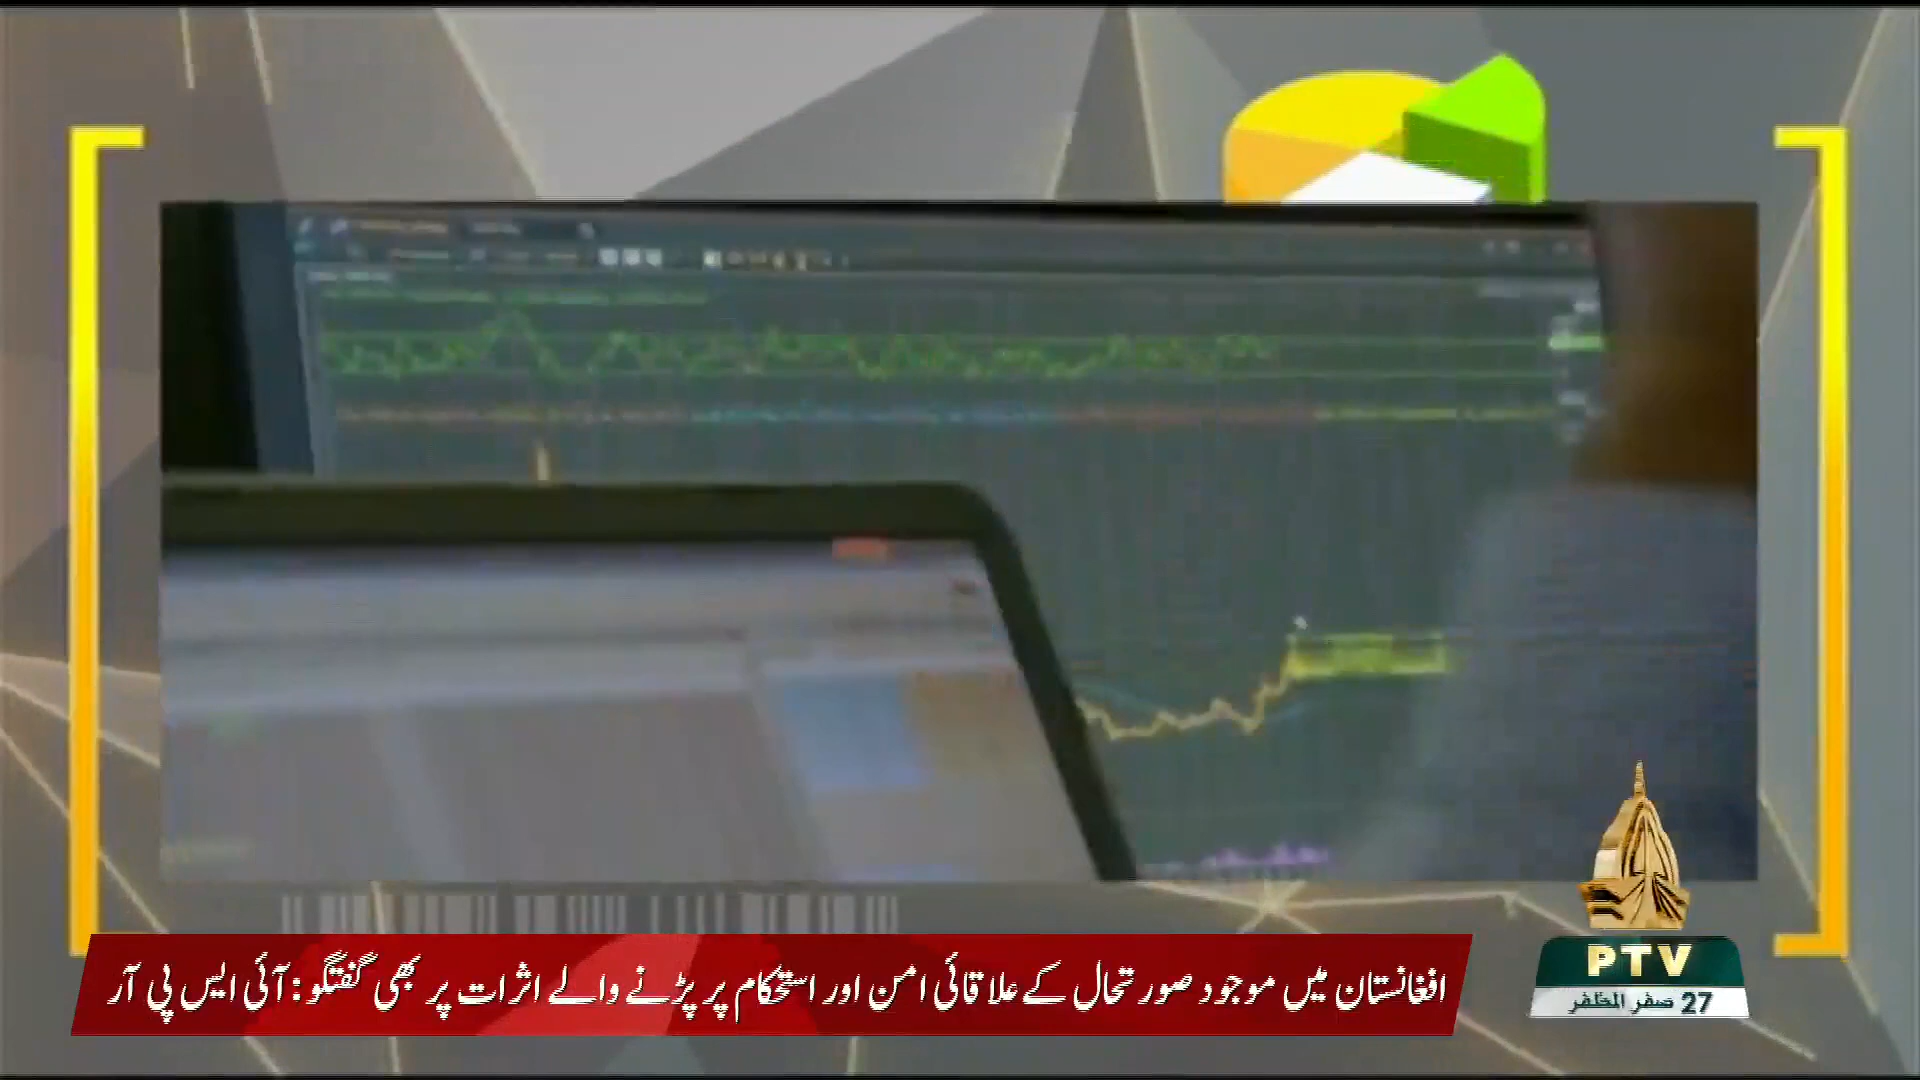 افغانستان میں موجود صورتحال کے علاقائی امن اور استحکام پر پڑنے والے اثرات پر بھی گفتگو: آئی ایس پی آر
PTV
27 صفر المظفر